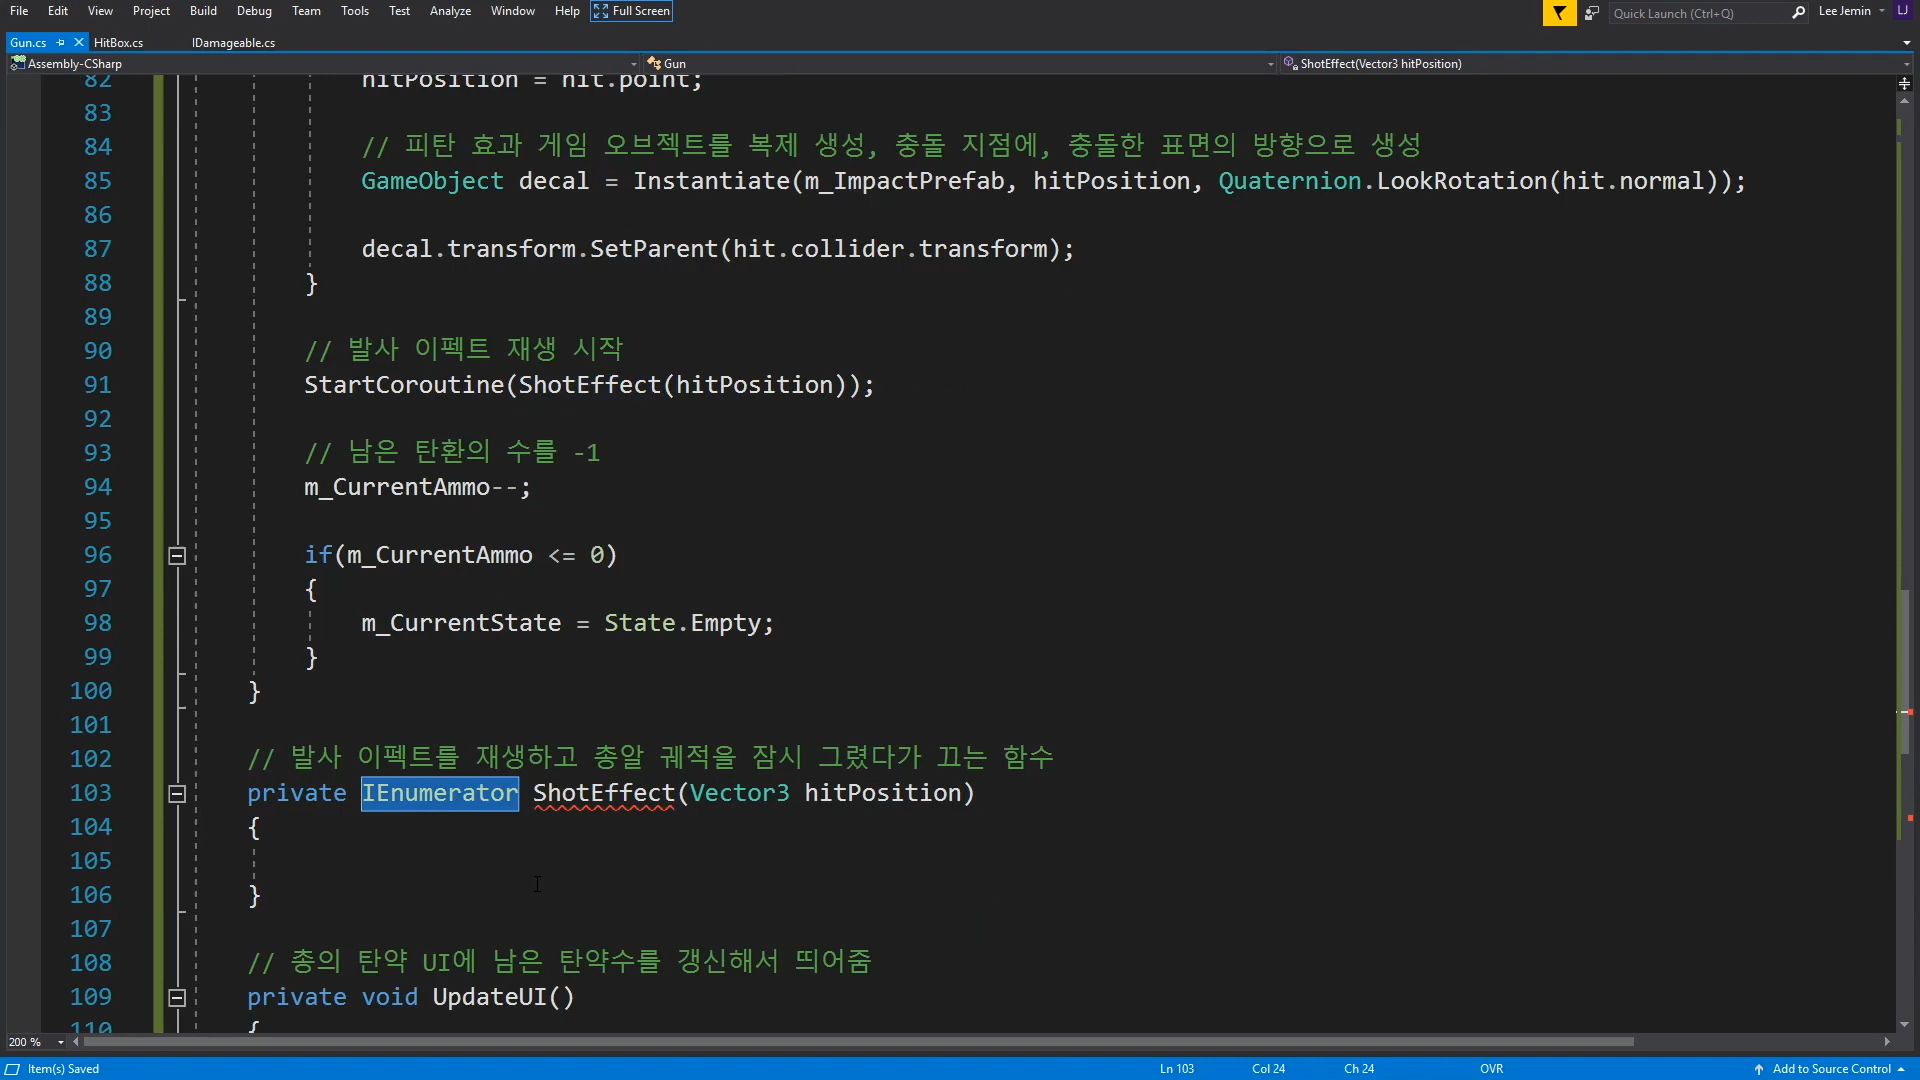 File Edit View Project Build Debug Team Tools Test Analyze Window Help Full Screen Quick Launch (Ctrl+Q) Lee Jemin LJ
Gun.cs HitBox.cs IDamageable.cs
Assembly-CSharp Gun ShotEffect(Vector3 hitPosition)
82 hitPosition = hit.point;
83
84 // 피탄 효과 게임 오브젝트를 복제 생성, 충돌 지점에, 충돌한 표면의 방향으로 생성
85 GameObject decal = Instantiate(m_ImpactPrefab, hitPosition, Quaternion.LookRotation(hit.normal));
86
87 decal.transform.SetParent(hit.collider.transform);
88 }
89
90 // 발사 이펙트 재생 시작
91 StartCoroutine(ShotEffect(hitPosition));
92
93 // 남은 탄환의 수를 -1
94 m_CurrentAmmo--;
95
96 if(m_CurrentAmmo <= 0)
97 {
98 m_CurrentState = State.Empty;
99 }
100 }
101
102 // 발사 이펙트를 재생하고 총알 궤적을 잠시 그렸다가 끄는 함수
103 private IEnumerator ShotEffect(Vector3 hitPosition)
104 {
105
106 }
107
108 // 총의 탄약 UI에 남은 탄약수를 갱신해서 띄어줌
109 private void UpdateUI()
110 {
200 %
Item(s) Saved Ln 103 Col 24 Ch 24 OVR Add to Source Control